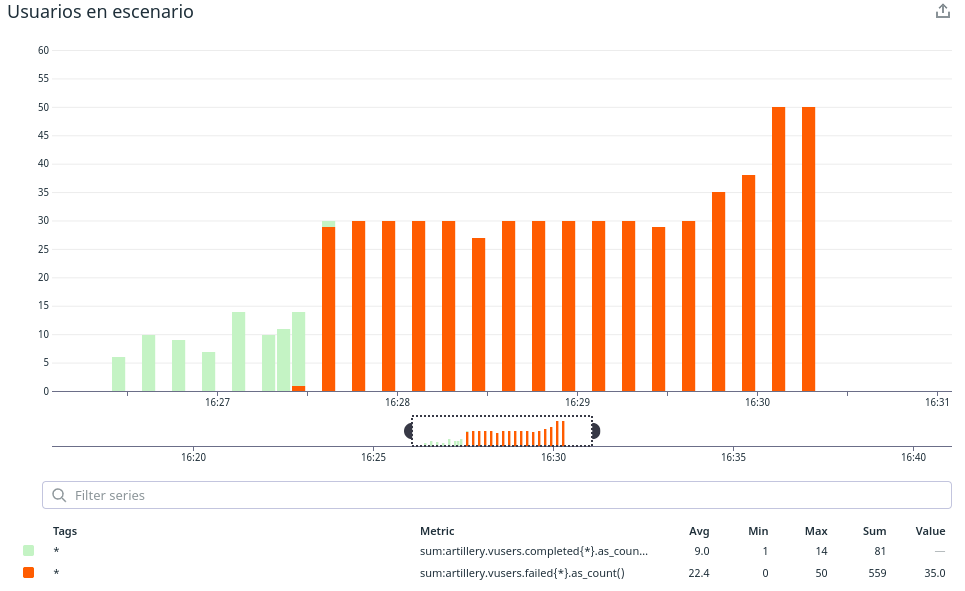 Usuarios en escenario
60
55
50
45
40
35
30
25
20
15
10
5
0
16:27 16:28 16:29 16:30 16:31
16:20 16:25 16:30 16:35 16:40
Filter series
Tags Metric Avg Min Max Sum Value
* sum:artillery.vusers.completed{*}.as_coun... 9.0 1 14 81 —
* sum:artillery.vusers.failed{*}.as_count() 22.4 0 50 559 35.0